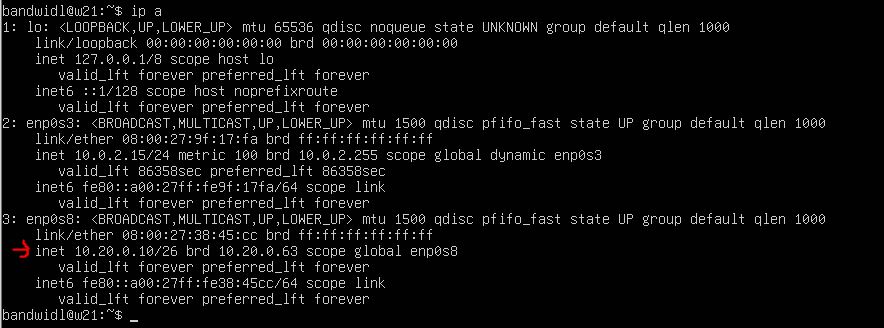 bandwidl@w21:~$ ip a
1: lo: <LOOPBACK,UP,LOWER_UP> mtu 65536 qdisc noqueue state UNKNOWN group default qlen 1000
link/loopback 00:00:00:00:00:00 brd 00:00:00:00:00:00
inet 127.0.0.1/8 scope host lo
valid_lft forever preferred_lft forever
inet6 ::1/128 scope host noprefixroute
valid_lft forever preferred_lft forever
2: enp0s3: <BROADCAST,MULTICAST,UP,LOWER_UP> mtu 1500 qdisc pfifo_fast state UP group default qlen 1000
link/ether 08:00:27:9f:17:fa brd ff:ff:ff:ff:ff:ff
inet 10.0.2.15/24 metric 100 brd 10.0.2.255 scope global dynamic enp0s3
valid_lft 86358sec preferred_lft 86358sec
inet6 fe80::a00:27ff:fe9f:17fa/64 scope link
valid_lft forever preferred_lft forever
3: enp0s8: <BROADCAST,MULTICAST,UP,LOWER_UP> mtu 1500 qdisc pfifo_fast state UP group default qlen 1000
link/ether 08:00:27:38:45:cc brd ff:ff:ff:ff:ff:ff
inet 10.20.0.10/26 brd 10.20.0.63 scope global enp0s8
valid_lft forever preferred_lft forever
inet6 fe80::a00:27ff:fe38:45cc/64 scope link
valid_lft forever preferred_lft forever
bandwidl@w21:~$ _